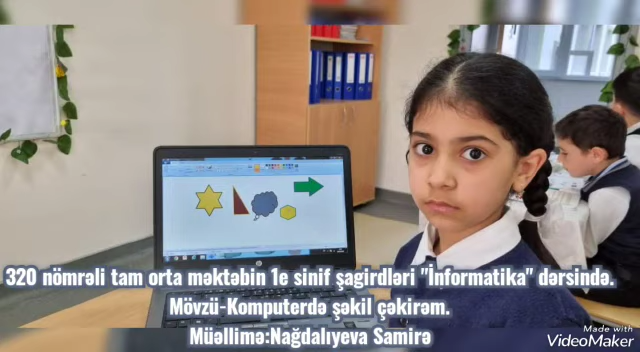 320 nömrəli tam orta məktəbin 1e sinif şagirdləri "İnformatika" dərsində.
Mövzü-Komputerdə şəkil çəkirəm.
Müəllimə:Nağdalıyeva Samirə
Made with
VideoMaker